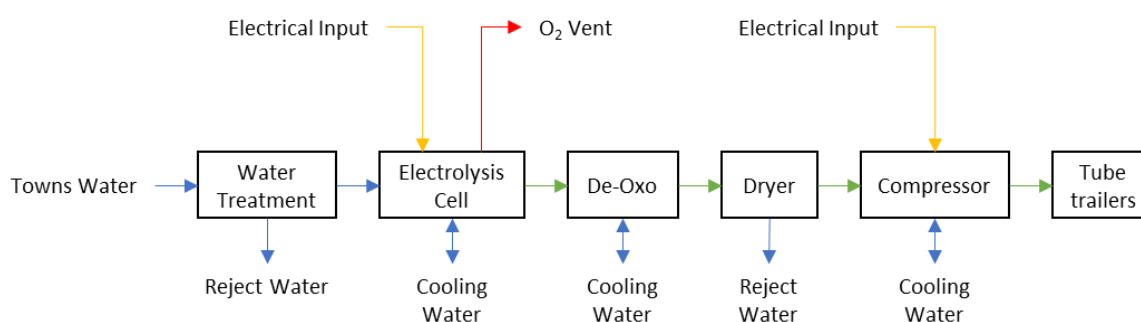 Electrical Input
O₂ Vent
Electrical Input
Towns Water
Water
Treatment
Electrolysis
Cell
De-Oxo
Dryer
Compressor
Tube
trailers
Reject Water
Cooling
Water
Cooling
Water
Reject
Water
Cooling
Water